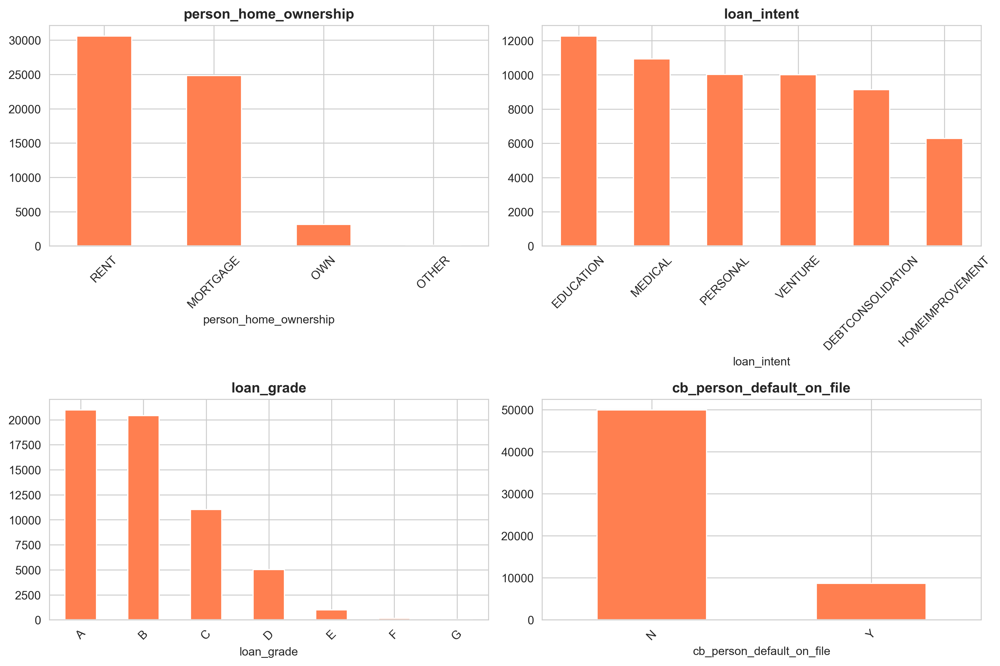 person_home_ownership
30000
25000
20000
15000
10000
5000
0
RENT
MORTGAGE
OWN
OTHER
person_home_ownership
loan_intent
12000
10000
8000
6000
4000
2000
0
EDUCATION
MEDICAL
PERSONAL
VENTURE
DEBTCONSOLIDATION
HOMEIMPROVEMENT
loan_intent
loan_grade
20000
17500
15000
12500
10000
7500
5000
2500
0
A
B
C
D
E
F
G
loan_grade
cb_person_default_on_file
50000
40000
30000
20000
10000
0
N
Y
cb_person_default_on_file